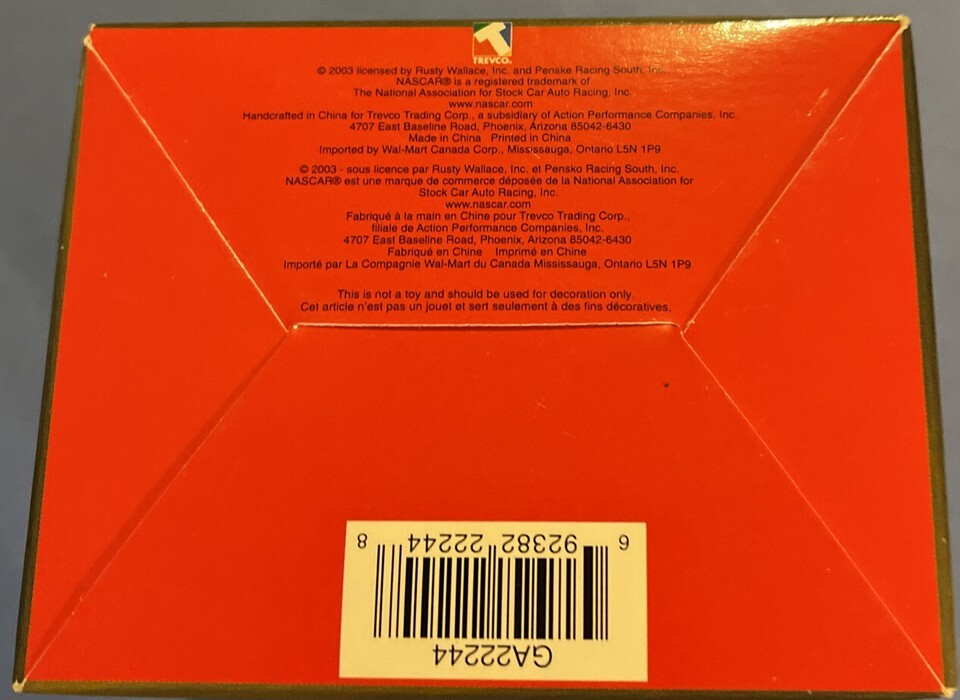 TREVCO®
© 2003 licensed by Rusty Wallace, Inc. and Penske Racing South, Inc.
NASCAR® is a registered trademark of
The National Association for Stock Car Auto Racing, Inc.
www.nascar.com
Handcrafted in China for Trevco Trading Corp., a subsidiary of Action Performance Companies, Inc.
4707 East Baseline Road, Phoenix, Arizona 85042-6430
Made in China Printed in China
Imported by Wal-Mart Canada Corp., Mississauga, Ontario L5N 1P9
© 2003 - sous licence par Rusty Wallace, Inc. et Pensko Racing South, Inc.
NASCAR® est une marque de commerce déposée de la National Association for
Stock Car Auto Racing, Inc.
www.nascar.com
Fabriqué à la main en Chine pour Trevco Trading Corp.,
filiale de Action Performance Companies, Inc.
4707 East Baseline Road, Phoenix, Arizona 85042-6430
Fabriqué en Chine Imprimé en Chine
Importé par La Compagnie Wal-Mart du Canada Mississauga, Ontario L5N 1P9
This is not a toy and should be used for decoration only.
Cet article n'est pas un jouet et sert seulement à des fins décoratives.
GA22244
6 92382 22244 8